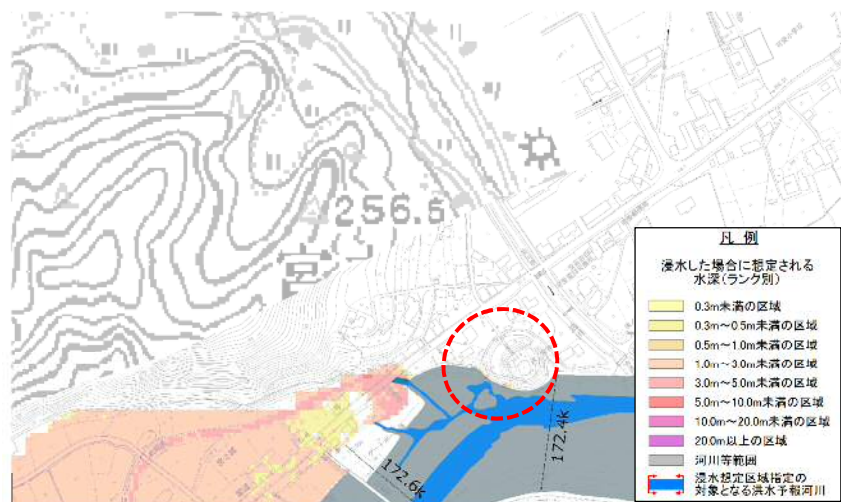 256.5
宮
172.6k
172.4k
凡 例
浸水した場合に想定される
水深(ランク別)
0.3m未満の区域
0.3m～0.5m未満の区域
0.5m～1.0m未満の区域
1.0m～3.0m未満の区域
3.0m～5.0m未満の区域
5.0m～10.0m未満の区域
10.0m～20.0m未満の区域
20.0m以上の区域
河川等範囲
浸水想定区域指定の
対象となる洪水予報河川